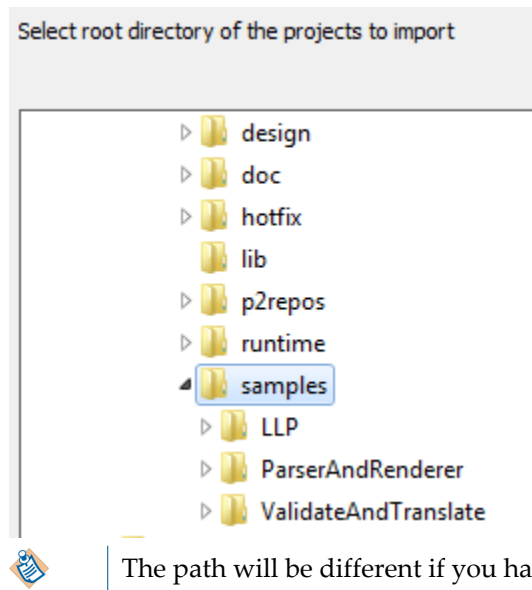 Select root directory of the projects to import
design
doc
hotfix
lib
p2repos
runtime
samples
LLP
ParserAndRenderer
ValidateAndTranslate
The path will be different if you ha